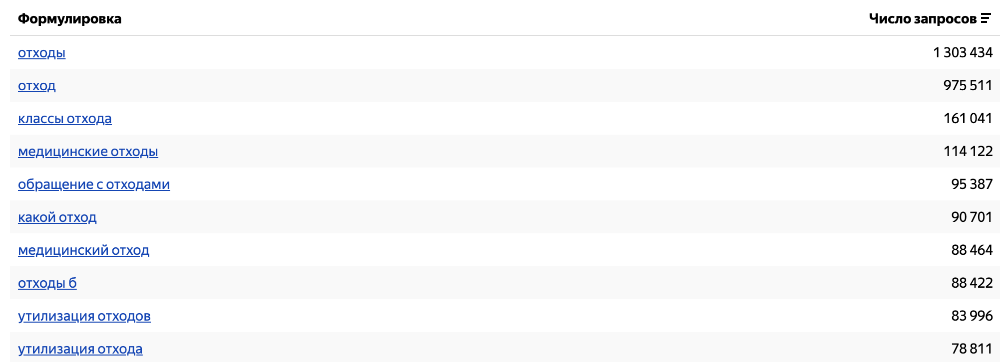 Формулировка Число запросов
отходы 1 303 434
отход 975 511
классы отхода 161 041
медицинские отходы 114 122
обращение с отходами 95 387
какой отход 90 701
медицинский отход 88 464
отходы б 88 422
утилизация отходов 83 996
утилизация отхода 78 811